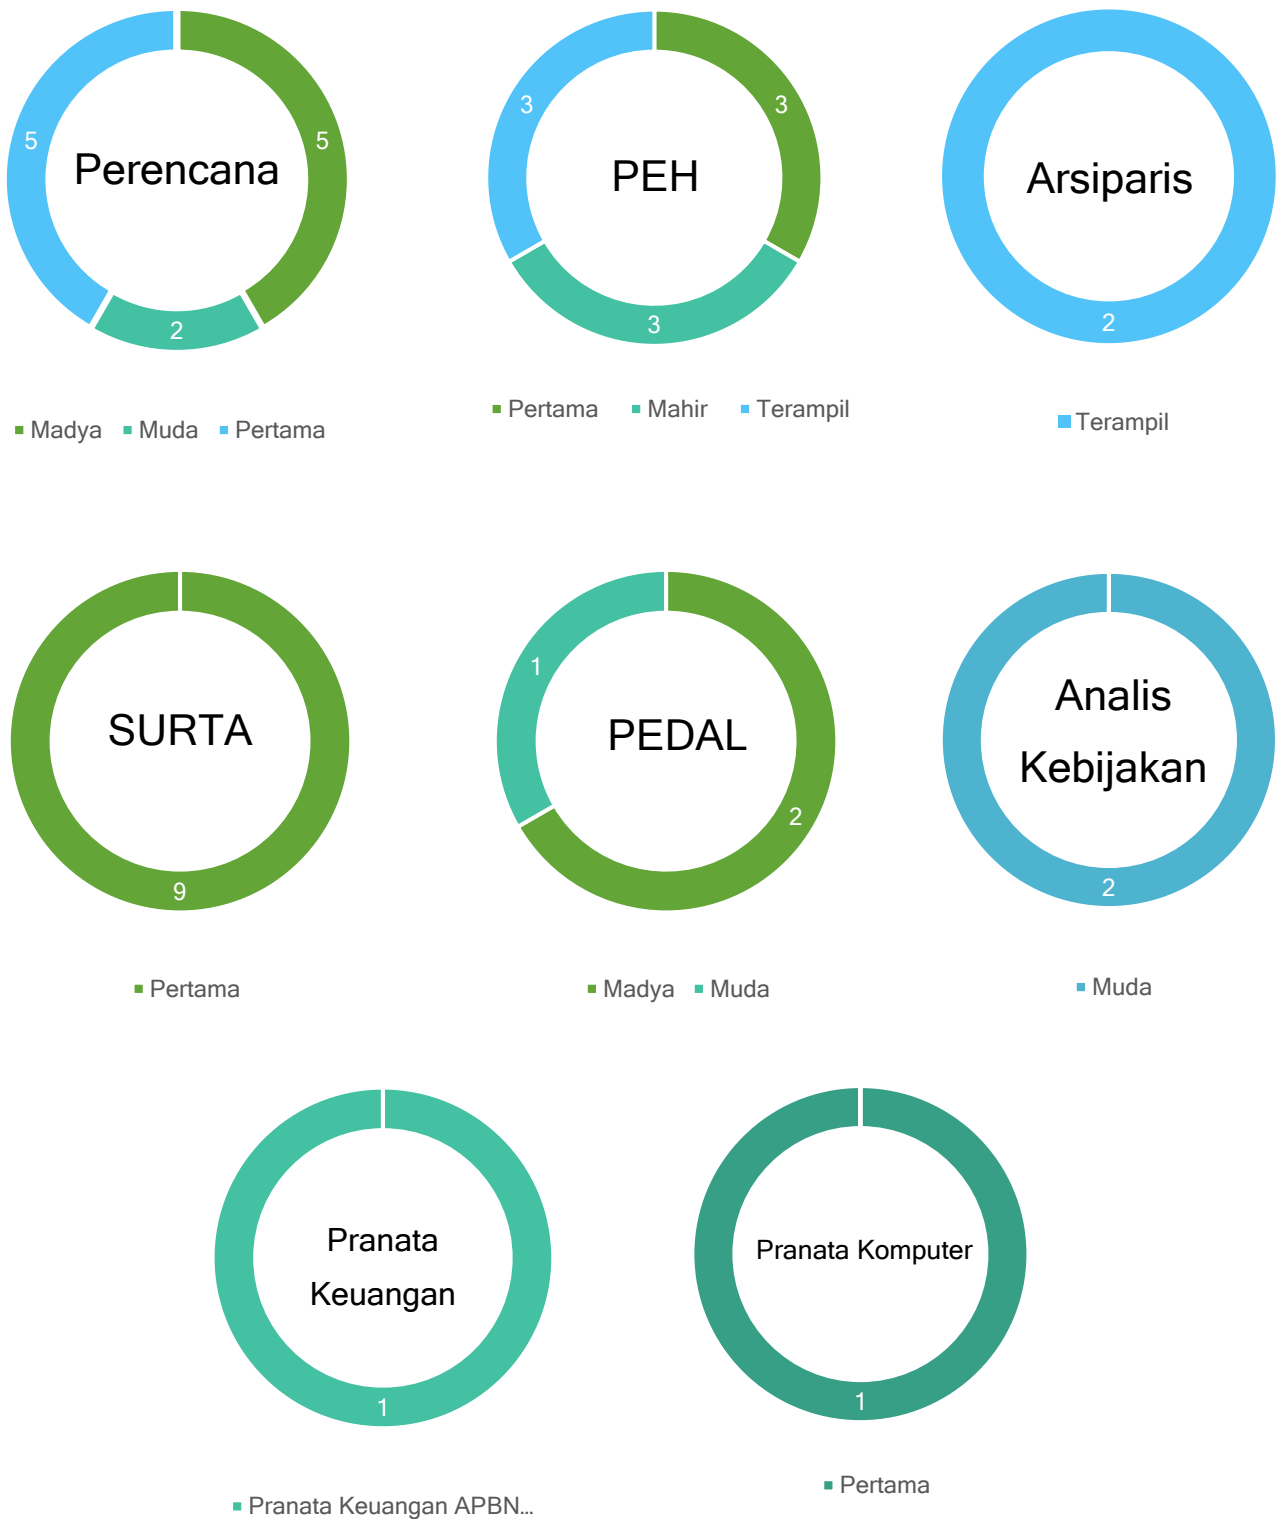 5
5
2
Perencana
Madya Muda Pertama
3
3
3
PEH
Pertama Mahir Terampil
Arsiparis
2
Terampil
SURTA
9
Pertama
1
PEDAL
2
Madya Muda
Analis
Kebijakan
2
Muda
Pranata
Keuangan
1
Pranata Keuangan APBN...
Pranata Komputer
1
Pertama